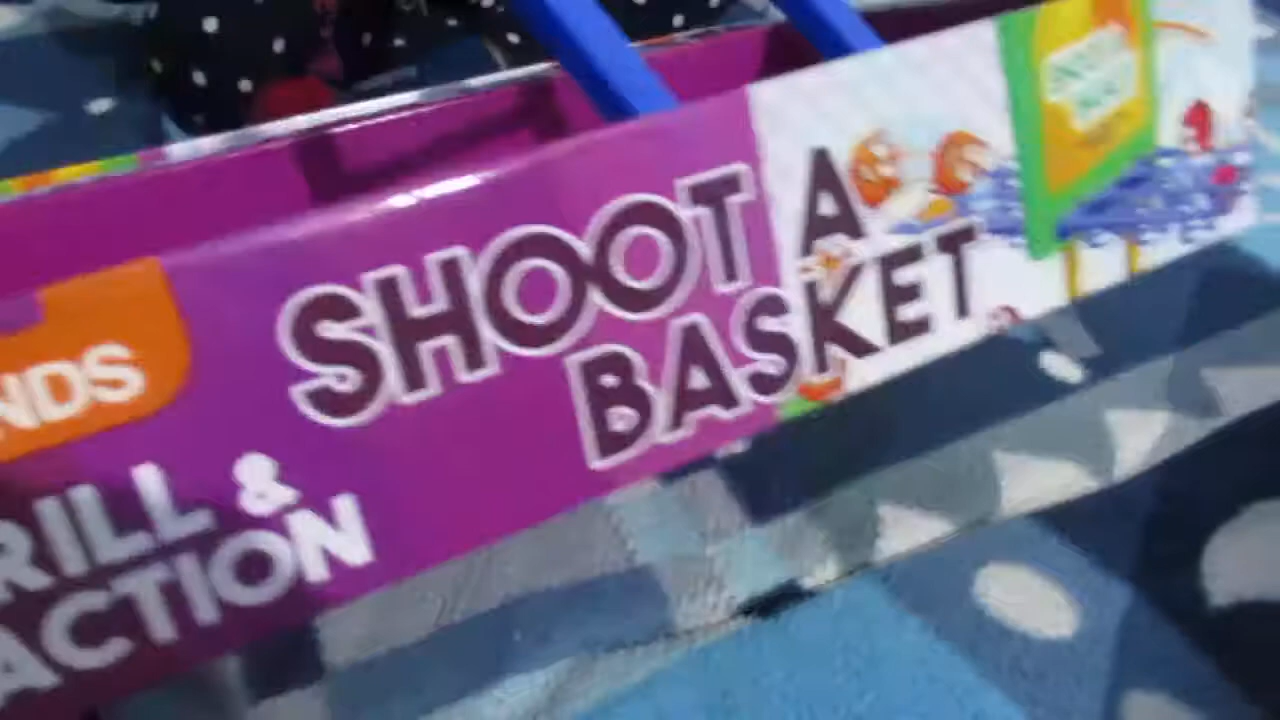 SHOOT A
BASKET
NDS
RILL &
ACTION